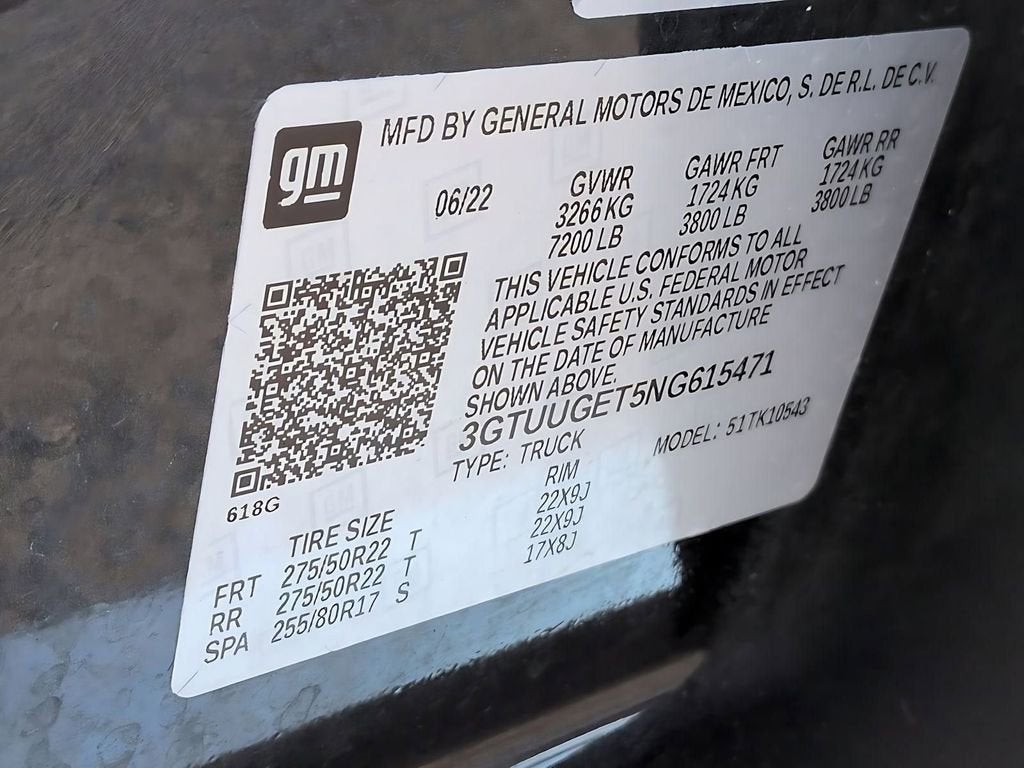 MFD BY GENERAL MOTORS DE MEXICO, S. DE R.L. DE C.V.
gm
06/22
GVWR
3266 KG
7200 LB
GAWR FRT
1724 KG
3800 LB
GAWR RR
1724 KG
3800 LB
THIS VEHICLE CONFORMS TO ALL
APPLICABLE U.S. FEDERAL MOTOR
VEHICLE SAFETY STANDARDS IN EFFECT
ON THE DATE OF MANUFACTURE
SHOWN ABOVE.
3GTUUGET5NG615471
TYPE: TRUCK
MODEL: 51TK10543
618G
TIRE SIZE RIM
FRT 275/50R22 T 22X9J
RR 275/50R22 T 22X9J
SPA 255/80R17 S 17X8J